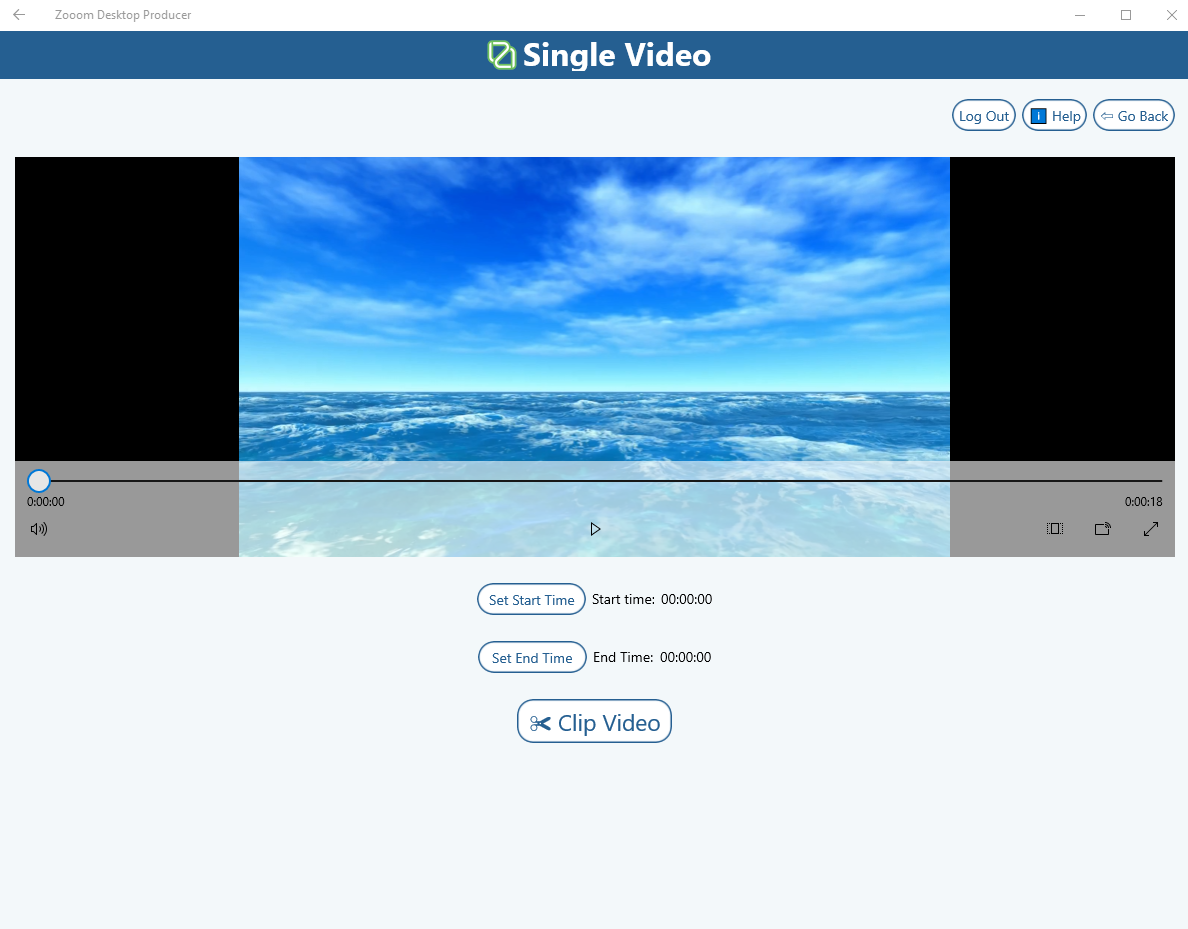 Zooom Desktop Producer
Single Video
Log Out
i Help
⇦ Go Back
0:00:00
0:00:18
Set Start Time Start time: 00:00:00
Set End Time End Time: 00:00:00
Clip Video